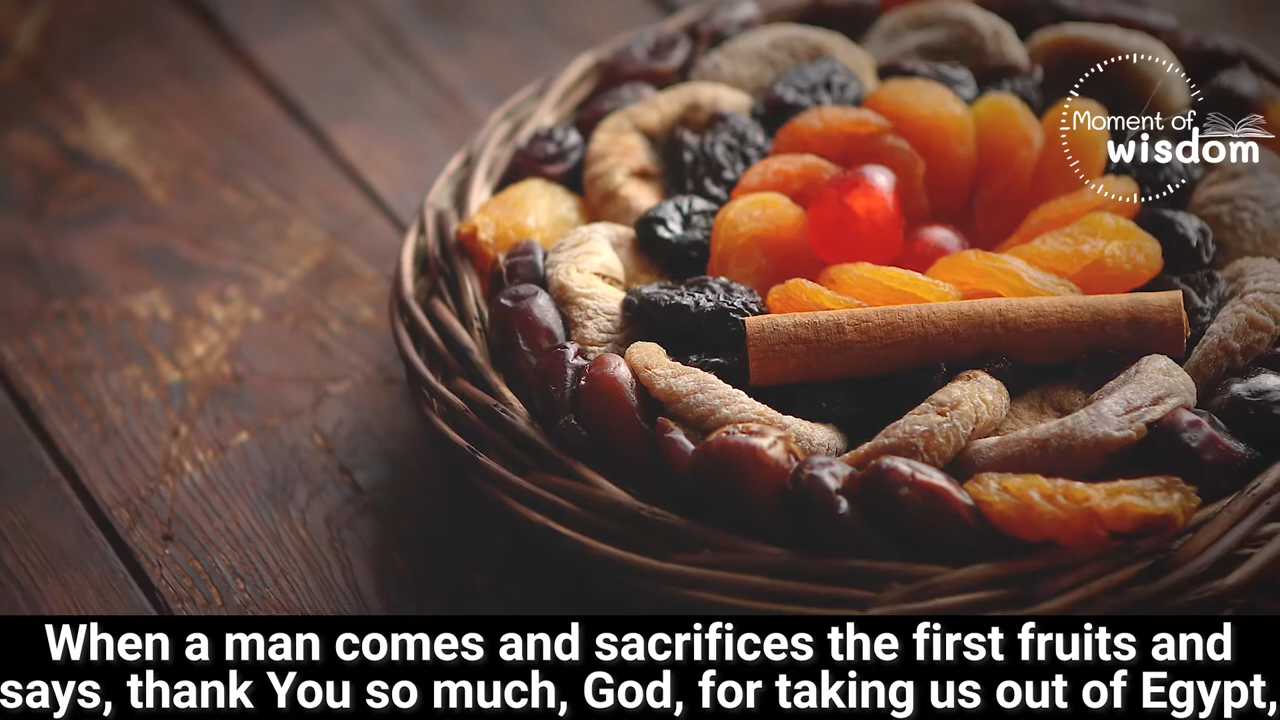 Moment of
wisdom
When a man comes and sacrifices the first fruits and
says, thank You so much, God, for taking us out of Egypt,